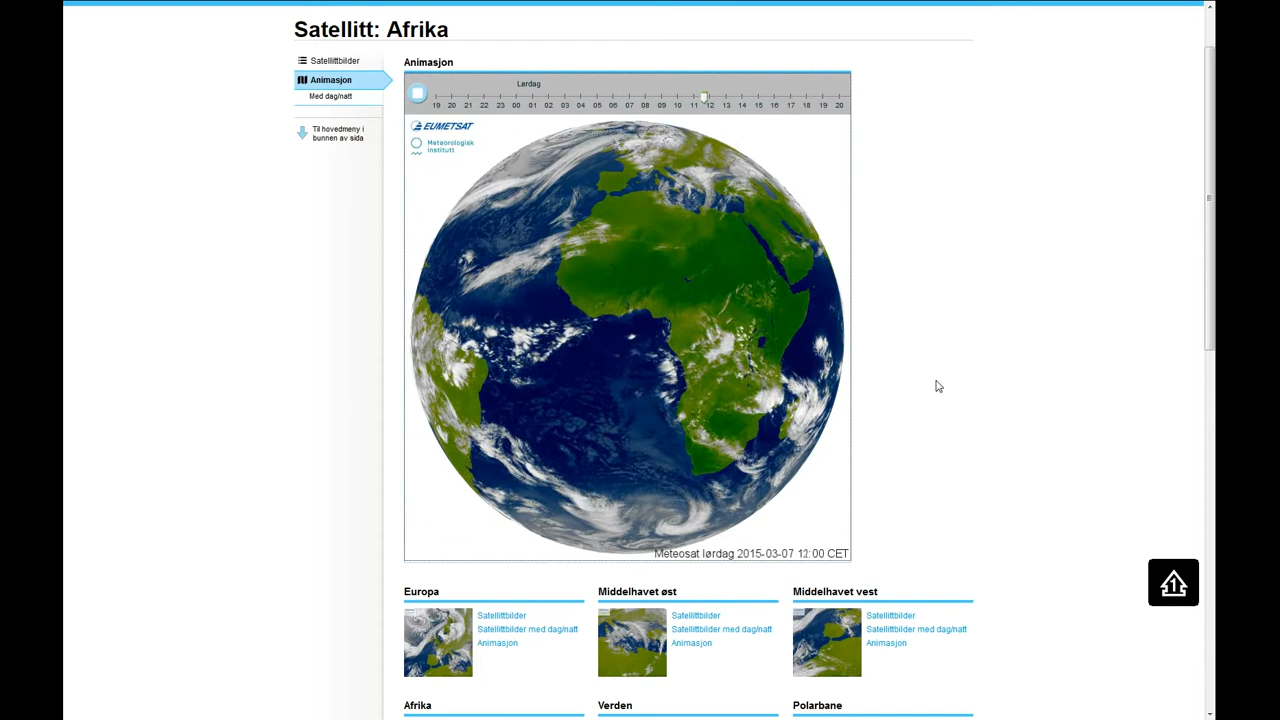 Satellitt: Afrika
Satellittbilder
Animasjon
Med dag/natt
Til hovedmeny i
bunnen av sida
Animasjon
Lørdag
19 20 21 22 23 00 01 02 03 04 05 06 07 08 09 10 11 12 13 14 15 16 17 18 19 20
EUMETSAT
Meteorologisk
institutt
Meteosat lørdag 2015-03-07 12:00 CET
Europa
Satellittbilder
Satellittbilder med dag/natt
Animasjon
Middelhavet øst
Satellittbilder
Satellittbilder med dag/natt
Animasjon
Middelhavet vest
Satellittbilder
Satellittbilder med dag/natt
Animasjon
Afrika
Verden
Polarbane
1